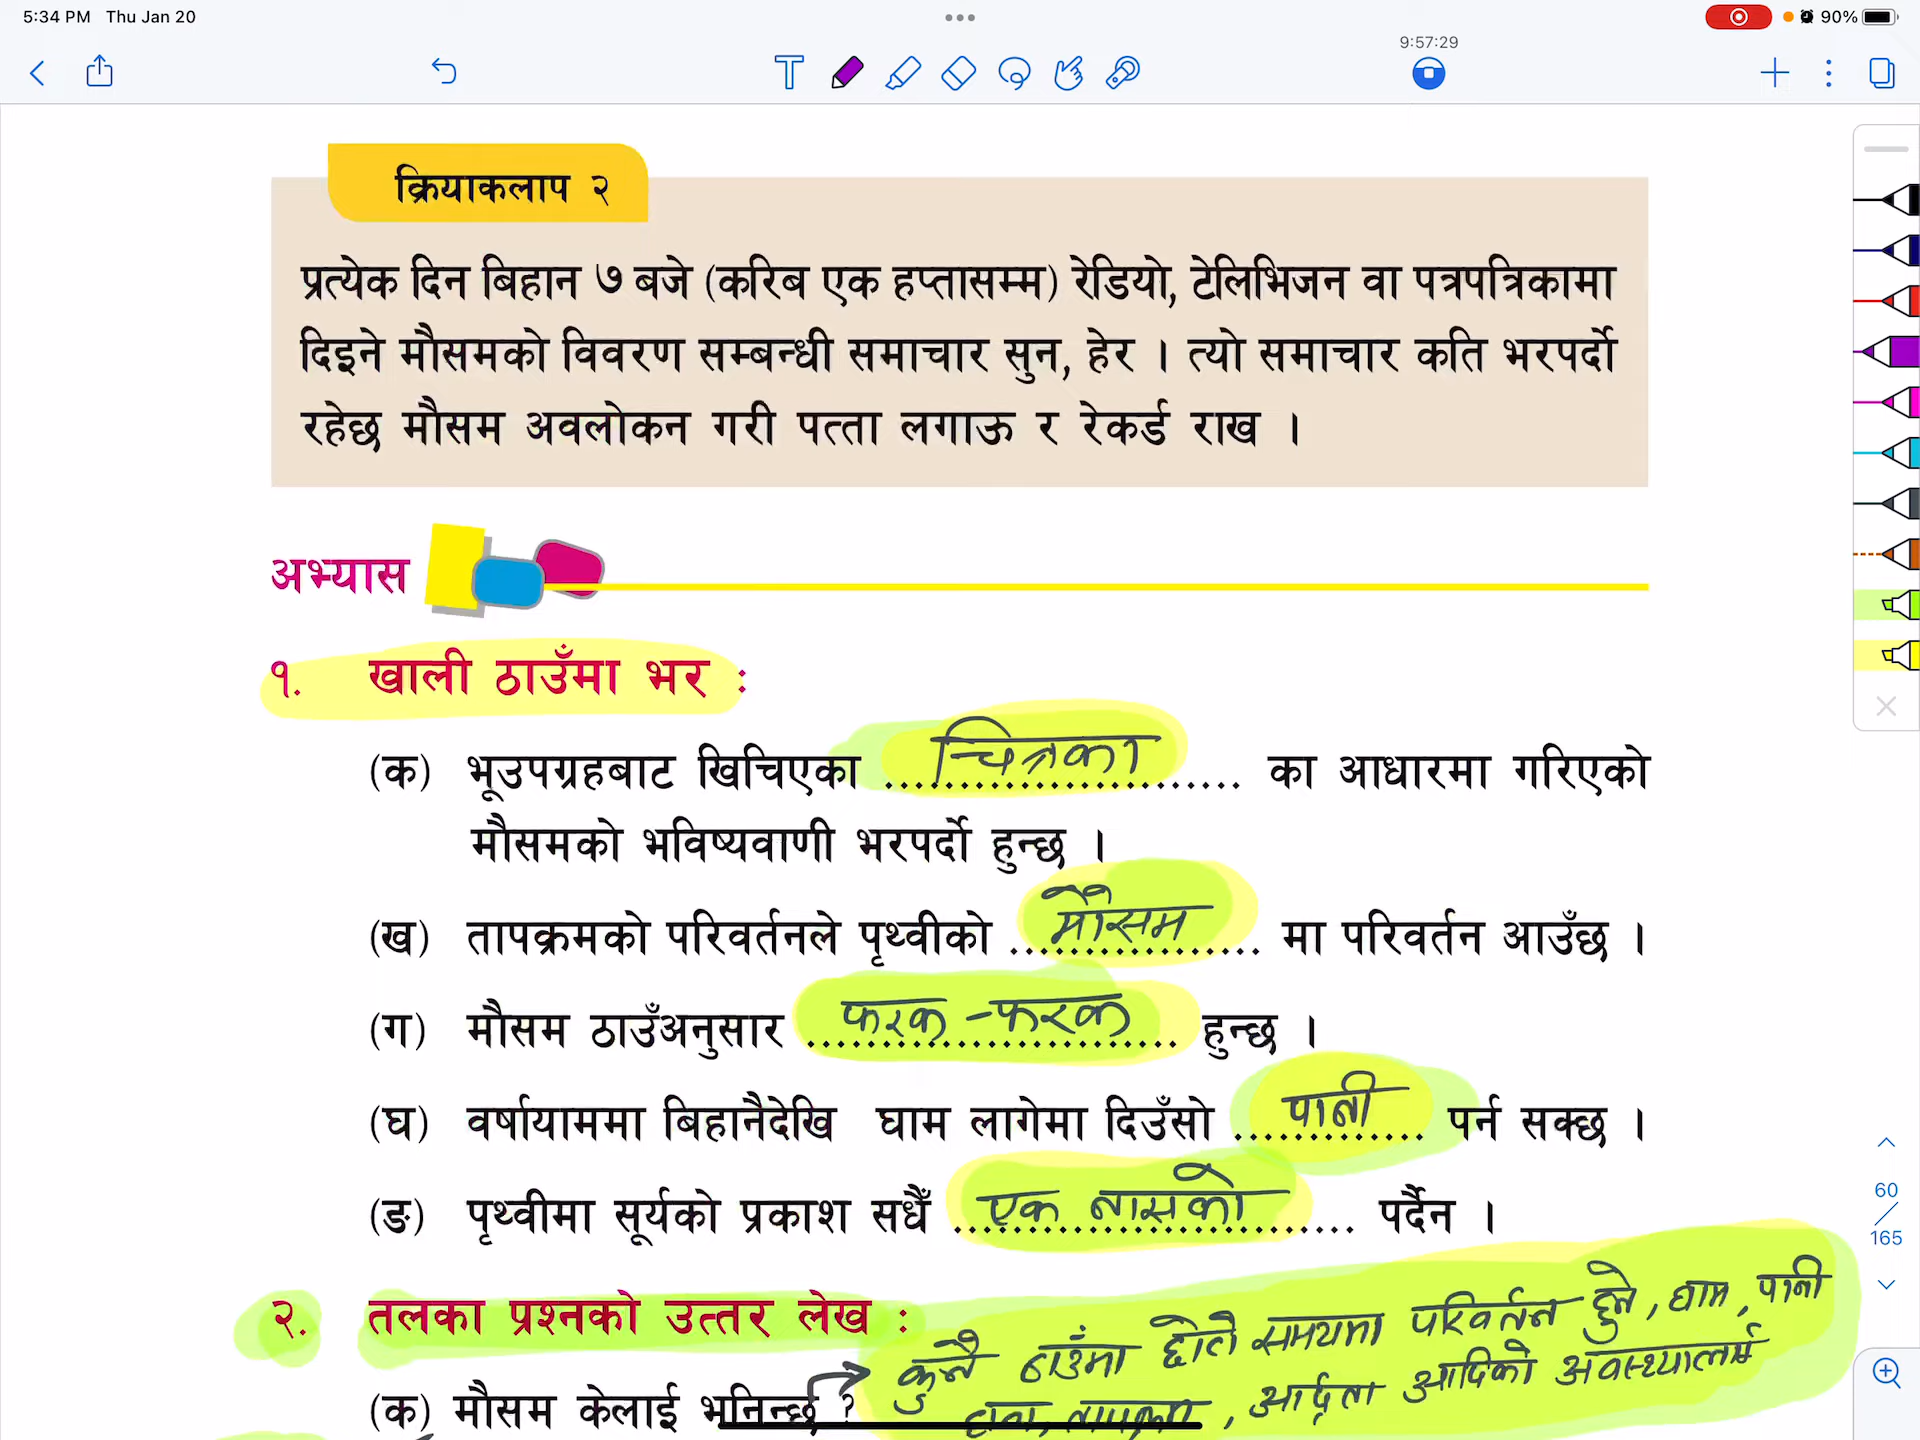 5:34 PM Thu Jan 20
90%
9:57:29
क्रियाकलाप २
प्रत्येक दिन बिहान ७ बजे (करिब एक हप्तासम्म) रेडियो, टेलिभिजन वा पत्रपत्रिकामा
दिइने मौसमको विवरण सम्बन्धी समाचार सुन, हेर । त्यो समाचार कति भरपर्दो
रहेछ मौसम अवलोकन गरी पत्ता लगाऊ र रेकर्ड राख ।
अभ्यास
१. खाली ठाउँमा भर :
(क) भूउपग्रहबाट खिचिएका चित्रका का आधारमा गरिएको
मौसमको भविष्यवाणी भरपर्दो हुन्छ ।
(ख) तापक्रमको परिवर्तनले पृथ्वीको मौसम मा परिवर्तन आउँछ ।
(ग) मौसम ठाउँअनुसार फरक - फरक हुन्छ ।
(घ) वर्षायाममा बिहानैदेखि घाम लागेमा दिउँसो पानी पर्न सक्छ ।
(ङ) पृथ्वीमा सूर्यको प्रकाश सधैँ एक नासको पर्दैन ।
60
165
२. तलका प्रश्नको उत्तर लेख :
कुनै ठाउँमा छोटो समयमा परिवर्तन हुने, घाम, पानी
(क) मौसम केलाई भनिन्छ ?
, आर्द्रता आदिको अवस्थालाई